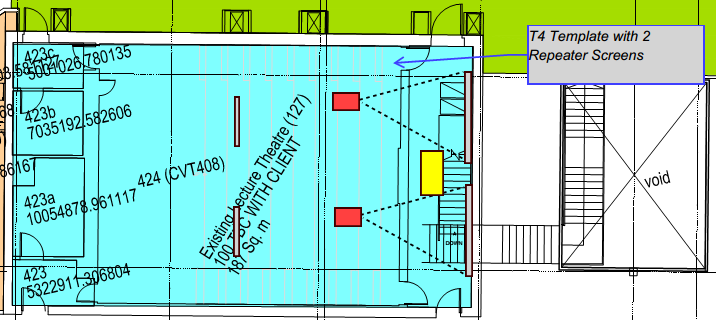 T4 Template with 2
Repeater Screens
423c
5001026.780135
423b
7035192.582606
86167
424 (CVT408)
423a
10054878.961117
Existing Lecture Theatre (127)
100 TBC WITH CLIENT
187 Sq. m
423
5322911.306804
DOWN
void